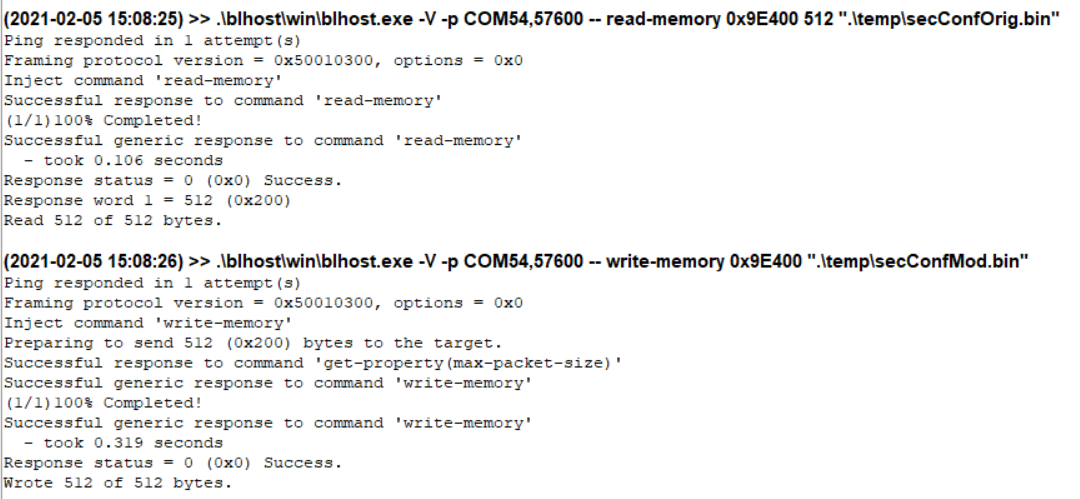 (2021-02-05 15:08:25) >> .\blhost\win\blhost.exe -V -p COM54,57600 -- read-memory 0x9E400 512 ".\temp\secConfOrig.bin"
Ping responded in 1 attempt(s)
Framing protocol version = 0x50010300, options = 0x0
Inject command 'read-memory'
Successful response to command 'read-memory'
(1/1)100% Completed!
Successful generic response to command 'read-memory'
  - took 0.106 seconds
Response status = 0 (0x0) Success.
Response word 1 = 512 (0x200)
Read 512 of 512 bytes.

(2021-02-05 15:08:26) >> .\blhost\win\blhost.exe -V -p COM54,57600 -- write-memory 0x9E400 ".\temp\secConfMod.bin"
Ping responded in 1 attempt(s)
Framing protocol version = 0x50010300, options = 0x0
Inject command 'write-memory'
Preparing to send 512 (0x200) bytes to the target.
Successful response to command 'get-property(max-packet-size)'
Successful generic response to command 'write-memory'
(1/1)100% Completed!
Successful generic response to command 'write-memory'
  - took 0.319 seconds
Response status = 0 (0x0) Success.
Wrote 512 of 512 bytes.